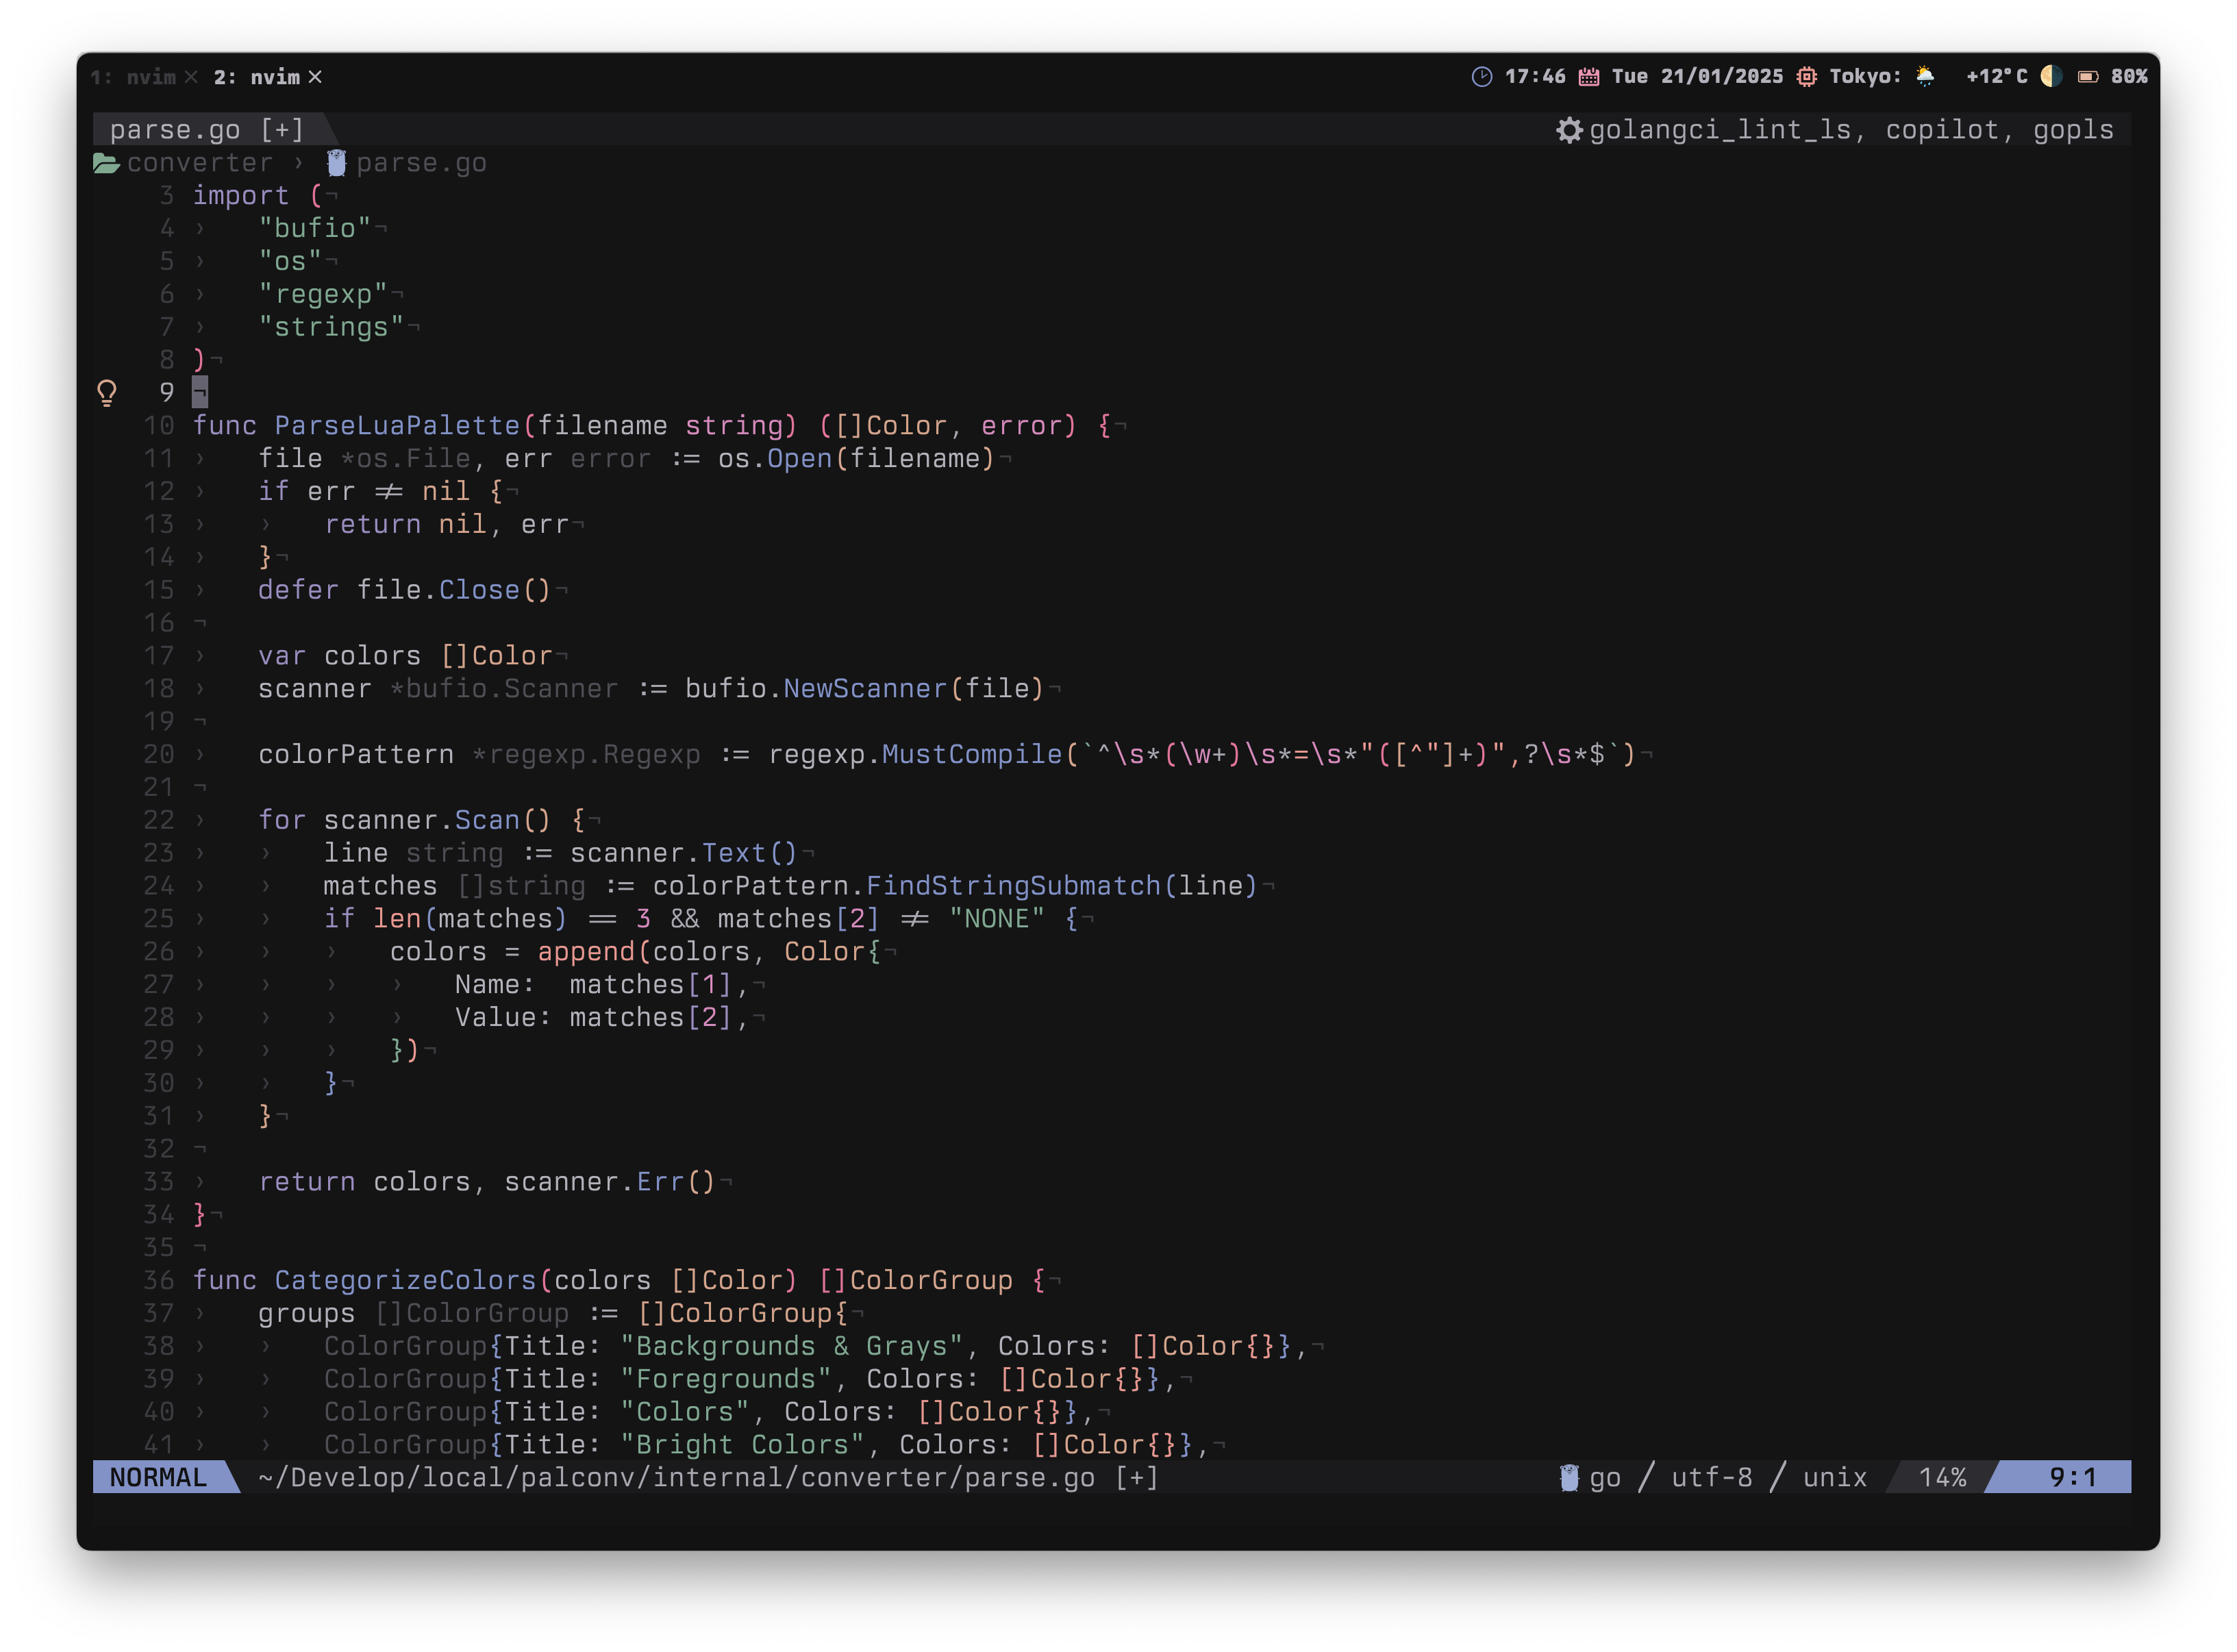 1: nvim × 2: nvim × 17:46 Tue 21/01/2025 Tokyo: +12°C 80%
parse.go [+] golangci_lint_ls, copilot, gopls
converter › parse.go
3 import (¬
4 › "bufio"¬
5 › "os"¬
6 › "regexp"¬
7 › "strings"¬
8 )¬
9 ¬
10 func ParseLuaPalette(filename string) ([]Color, error) {¬
11 › file *os.File, err error := os.Open(filename)¬
12 › if err != nil {¬
13 › › return nil, err¬
14 › }¬
15 › defer file.Close()¬
16 ¬
17 › var colors []Color¬
18 › scanner *bufio.Scanner := bufio.NewScanner(file)¬
19 ¬
20 › colorPattern *regexp.Regexp := regexp.MustCompile(`^\s*(\w+)\s*=\s*"([^"]+)",?\s*$`)¬
21 ¬
22 › for scanner.Scan() {¬
23 › › line string := scanner.Text()¬
24 › › matches []string := colorPattern.FindStringSubmatch(line)¬
25 › › if len(matches) == 3 && matches[2] != "NONE" {¬
26 › › › colors = append(colors, Color{¬
27 › › › › Name:  matches[1],¬
28 › › › › Value: matches[2],¬
29 › › › })¬
30 › › }¬
31 › }¬
32 ¬
33 › return colors, scanner.Err()¬
34 }¬
35 ¬
36 func CategorizeColors(colors []Color) []ColorGroup {¬
37 › groups []ColorGroup := []ColorGroup{¬
38 › › ColorGroup{Title: "Backgrounds & Grays", Colors: []Color{}},¬
39 › › ColorGroup{Title: "Foregrounds", Colors: []Color{}},¬
40 › › ColorGroup{Title: "Colors", Colors: []Color{}},¬
41 › › ColorGroup{Title: "Bright Colors", Colors: []Color{}},¬
NORMAL ~/Develop/local/palconv/internal/converter/parse.go [+] go / utf-8 / unix 14% 9:1